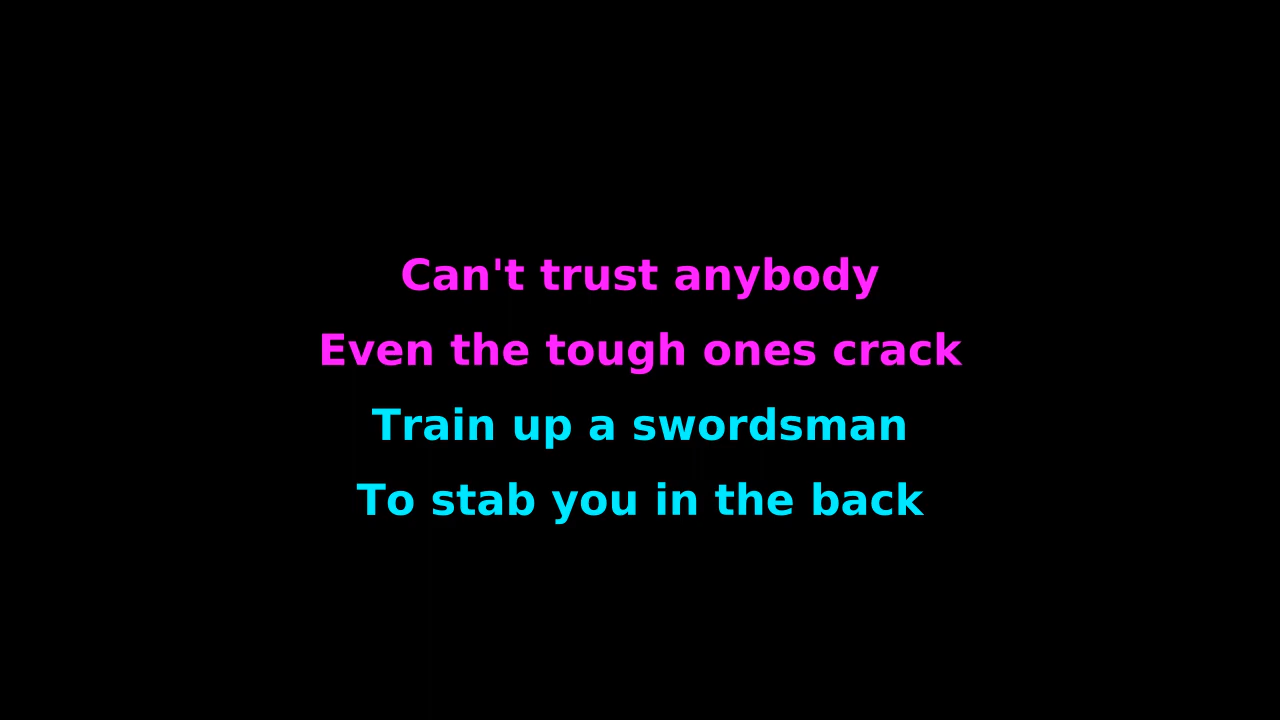 Can't trust anybody
Even the tough ones crack
Train up a swordsman
To stab you in the back